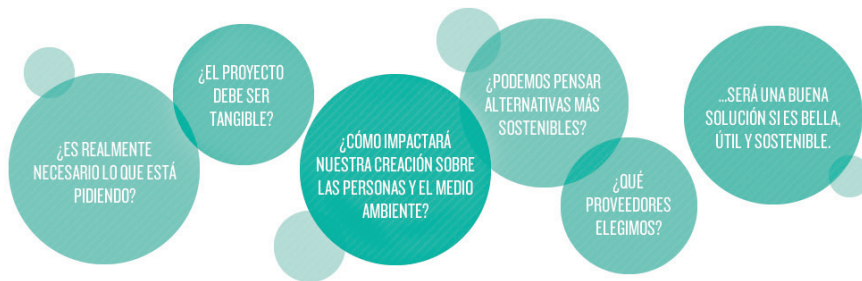 ¿ES REALMENTE
NECESARIO LO QUE ESTÁ
PIDIENDO?
¿EL PROYECTO
DEBE SER
TANGIBLE?
¿CÓMO IMPACTARÁ
NUESTRA CREACIÓN SOBRE
LAS PERSONAS Y EL MEDIO
AMBIENTE?
¿PODEMOS PENSAR
ALTERNATIVAS MÁS
SOSTENIBLES?
¿QUÉ
PROVEEDORES
ELEGIMOS?
...SERÁ UNA BUENA
SOLUCIÓN SI ES BELLA,
ÚTIL Y SOSTENIBLE.